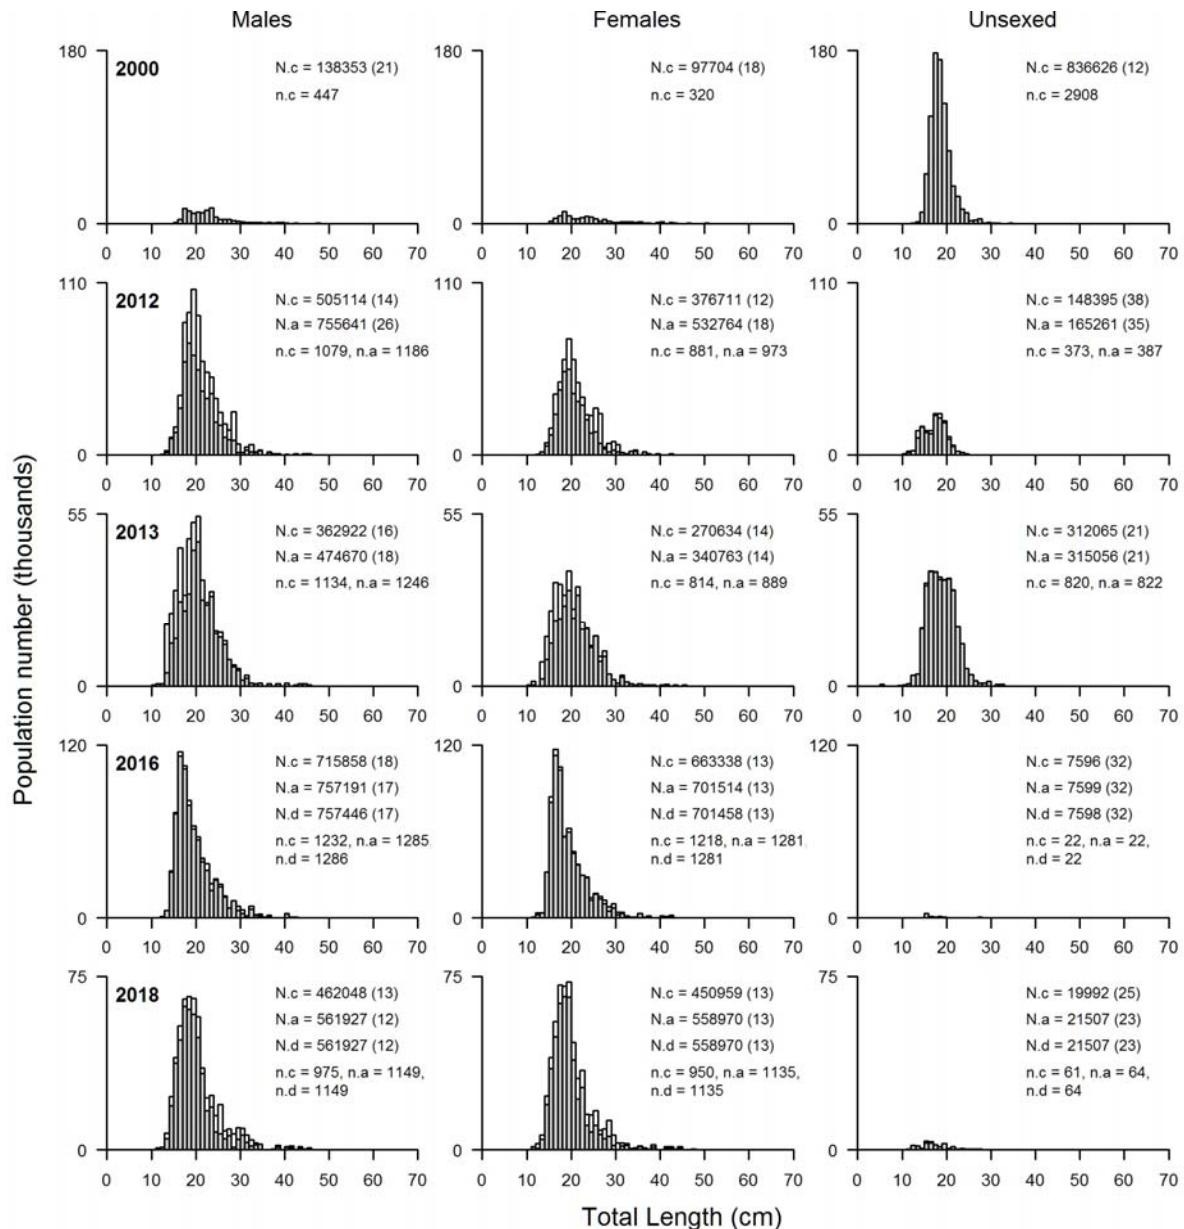 Males Females Unsexed
Population number (thousands)
180 180 180
2000 N.c = 138353 (21) N.c = 97704 (18) N.c = 836626 (12)
n.c = 447 n.c = 320 n.c = 2908
0 0 0
0 10 20 30 40 50 60 70 0 10 20 30 40 50 60 70 0 10 20 30 40 50 60 70
110 110 110
2012 N.c = 505114 (14) N.c = 376711 (12) N.c = 148395 (38)
N.a = 755641 (26) N.a = 532764 (18) N.a = 165261 (35)
n.c = 1079, n.a = 1186 n.c = 881, n.a = 973 n.c = 373, n.a = 387
0 0 0
0 10 20 30 40 50 60 70 0 10 20 30 40 50 60 70 0 10 20 30 40 50 60 70
55 55 55
2013 N.c = 362922 (16) N.c = 270634 (14) N.c = 312065 (21)
N.a = 474670 (18) N.a = 340763 (14) N.a = 315056 (21)
n.c = 1134, n.a = 1246 n.c = 814, n.a = 889 n.c = 820, n.a = 822
0 0 0
0 10 20 30 40 50 60 70 0 10 20 30 40 50 60 70 0 10 20 30 40 50 60 70
120 120 120
2016 N.c = 715858 (18) N.c = 663338 (13) N.c = 7596 (32)
N.a = 757191 (17) N.a = 701514 (13) N.a = 7599 (32)
N.d = 757446 (17) N.d = 701458 (13) N.d = 7598 (32)
n.c = 1232, n.a = 1285, n.c = 1218, n.a = 1281, n.c = 22, n.a = 22,
n.d = 1286 n.d = 1281 n.d = 22
0 0 0
0 10 20 30 40 50 60 70 0 10 20 30 40 50 60 70 0 10 20 30 40 50 60 70
75 75 75
2018 N.c = 462048 (13) N.c = 450959 (13) N.c = 19992 (25)
N.a = 561927 (12) N.a = 558970 (13) N.a = 21507 (23)
N.d = 561927 (12) N.d = 558970 (13) N.d = 21507 (23)
n.c = 975, n.a = 1149, n.c = 950, n.a = 1135, n.c = 61, n.a = 64,
n.d = 1149 n.d = 1135 n.d = 64
0 0 0
0 10 20 30 40 50 60 70 0 10 20 30 40 50 60 70 0 10 20 30 40 50 60 70
Total Length (cm)